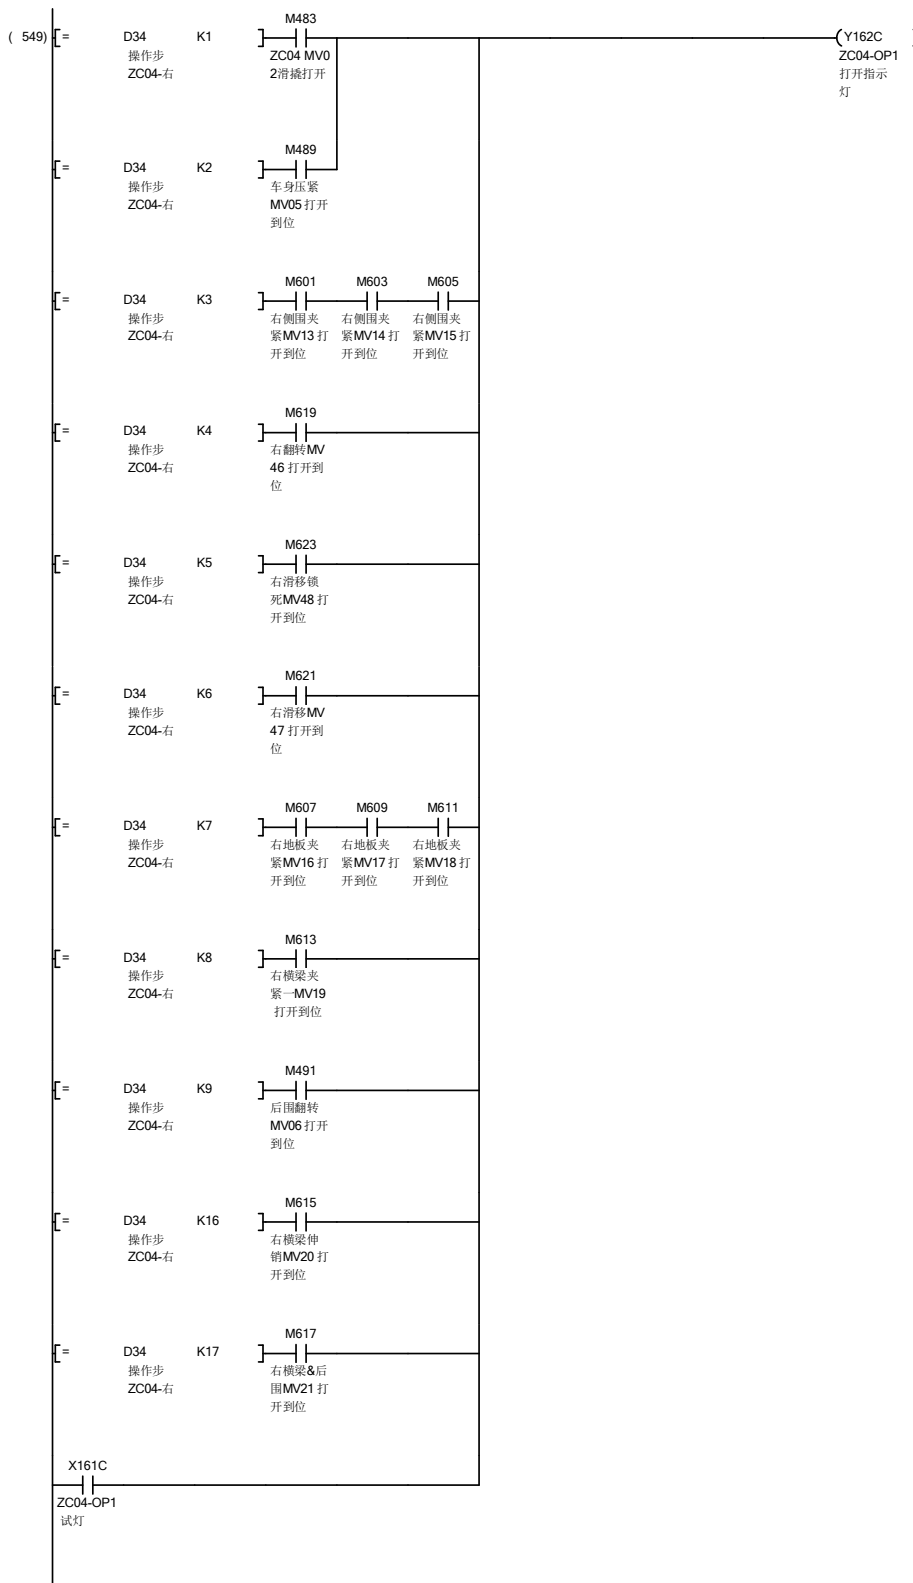 M483
( 549) [= D34 K1 ] (Y162C )
操作步 ZC04 MV0 ZC04-OP1
ZC04-右 2滑撬打开 打开指示
灯
M489
[= D34 K2 ]
操作步 车身压紧
ZC04-右 MV05 打开
到位
M601 M603 M605
[= D34 K3 ]
操作步 右侧围夹 右侧围夹 右侧围夹
ZC04-右 紧MV13 打 紧MV14 打 紧MV15 打
开到位 开到位 开到位
M619
[= D34 K4 ]
操作步 右翻转MV
ZC04-右 46 打开到
位
M623
[= D34 K5 ]
操作步 右滑移锁
ZC04-右 死MV48 打
开到位
M621
[= D34 K6 ]
操作步 右滑移MV
ZC04-右 47 打开到
位
M607 M609 M611
[= D34 K7 ]
操作步 右地板夹 右地板夹 右地板夹
ZC04-右 紧MV16 打 紧MV17 打 紧MV18 打
开到位 开到位 开到位
M613
[= D34 K8 ]
操作步 右横梁夹
ZC04-右 紧一MV19
打开到位
M491
[= D34 K9 ]
操作步 后围翻转
ZC04-右 MV06 打开
到位
M615
[= D34 K16 ]
操作步 右横梁伸
ZC04-右 销MV20 打
开到位
M617
[= D34 K17 ]
操作步 右横梁&后
ZC04-右 围MV21 打
开到位
X161C
ZC04-OP1
试灯